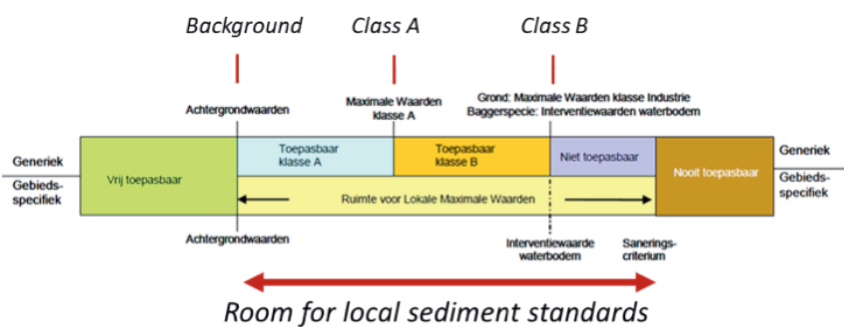 Background Class A Class B
Achtergrondwaarden
Maximale Waarden
klasse A
Grond: Maximale Waarden klasse Industrie
Baggerspecie: Interventiewaarden waterbodem
Generiek
Gebieds-
specifiek
Vrij toepasbaar
Toepasbaar
klasse A
Toepasbaar
klasse B
Niet toepasbaar
Nooit toepasbaar
Generiek
Gebieds-
specifiek
Ruimte voor Lokale Maximale Waarden
Achtergrondwaarden
Interventiewaarde
waterbodem
Sanerings-
criterium
Room for local sediment standards